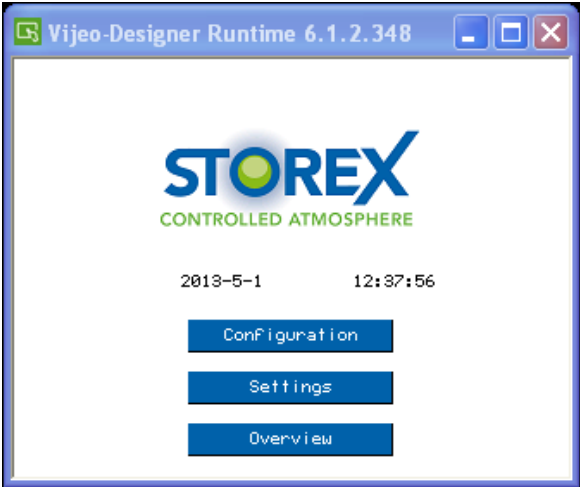 Vijeo-Designer Runtime 6.1.2.348
STOREX
CONTROLLED ATMOSPHERE
2013-5-1 12:37:56
Configuration
Settings
Overview